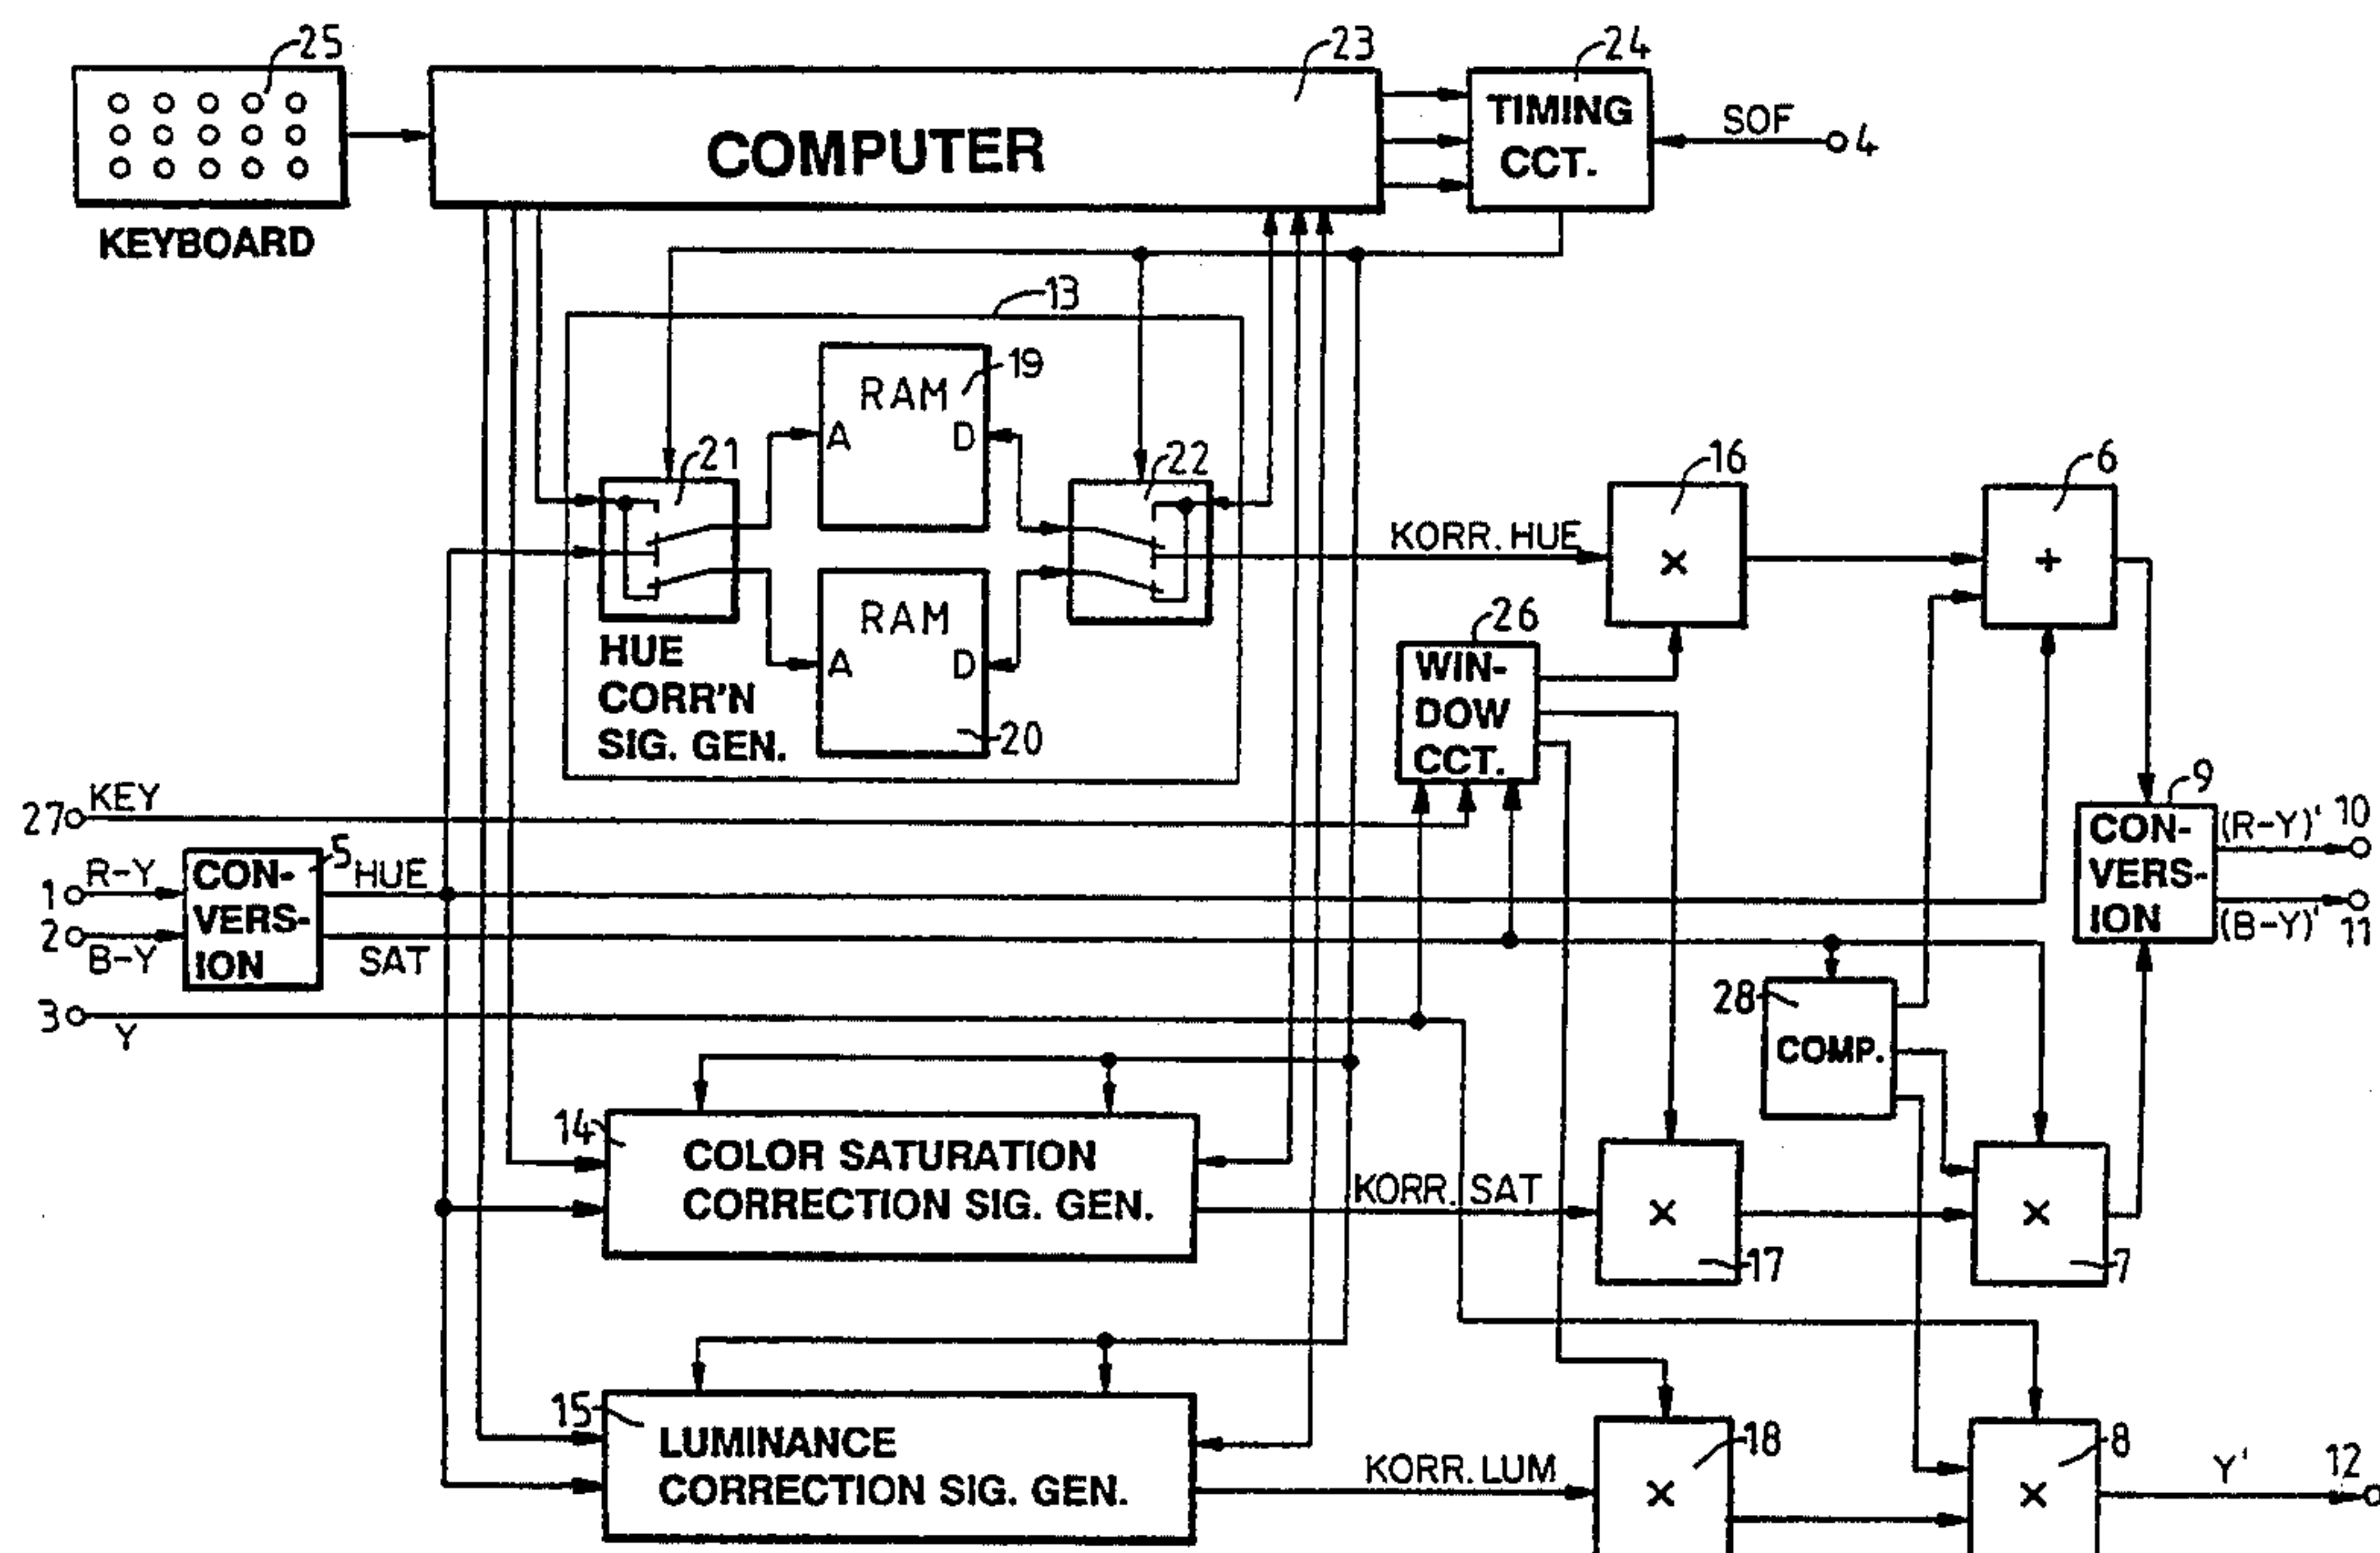 25
23
24
COMPUTER
TIMING
CCT.
SOF
4
KEYBOARD
13
RAM
19
A
D
21
22
16
6
KORR. HUE
×
+
RAM
A
D
20
HUE
CORR'N
SIG. GEN.
26
WIN-
DOW
CCT.
27
KEY
9
CON-
VERS-
ION
(R-Y)'
10
(B-Y)'
11
1
R-Y
2
B-Y
5
CON-
VERS-
ION
HUE
SAT
3
Y
28
COMP.
14
COLOR SATURATION
CORRECTION SIG. GEN.
KORR. SAT
×
17
×
7
15
LUMINANCE
CORRECTION SIG. GEN.
KORR. LUM
×
18
×
8
Y'
12